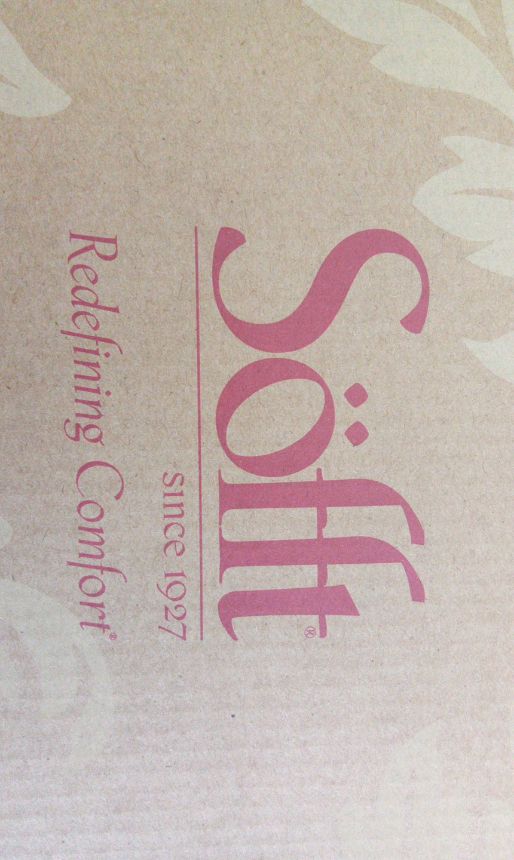 Söfft®
since 1927
Redefining Comfort®